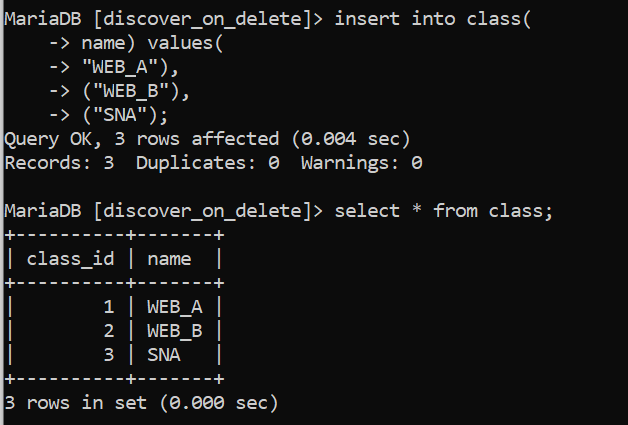 MariaDB [discover_on_delete]> insert into class(
    -> name) values(
    -> "WEB_A"),
    -> ("WEB_B"),
    -> ("SNA");
Query OK, 3 rows affected (0.004 sec)
Records: 3  Duplicates: 0  Warnings: 0

MariaDB [discover_on_delete]> select * from class;
+----------+-------+
| class_id | name  |
+----------+-------+
|        1 | WEB_A |
|        2 | WEB_B |
|        3 | SNA   |
+----------+-------+
3 rows in set (0.000 sec)